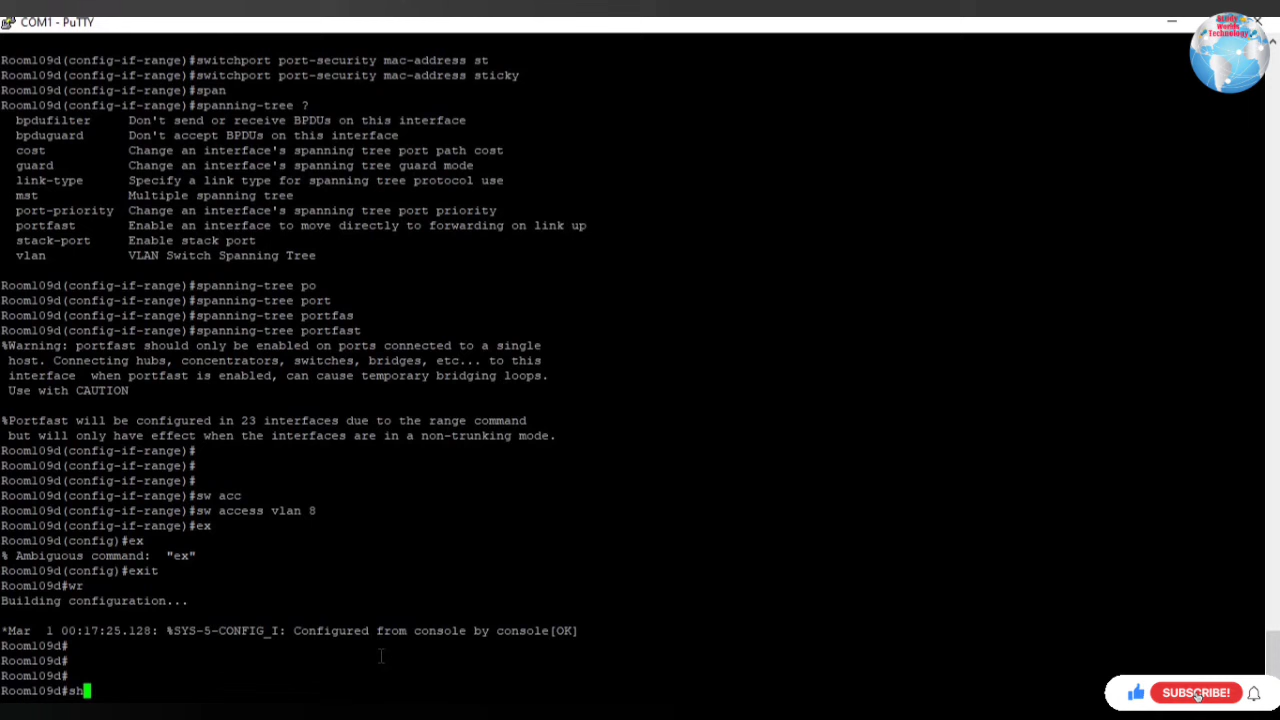 COM1 - PuTTY
Study
Worlds
Technology
Room109d(config-if-range)#switchport port-security mac-address st
Room109d(config-if-range)#switchport port-security mac-address sticky
Room109d(config-if-range)#span
Room109d(config-if-range)#spanning-tree ?
bpdufilter Don't send or receive BPDUs on this interface
bpduguard Don't accept BPDUs on this interface
cost Change an interface's spanning tree port path cost
guard Change an interface's spanning tree guard mode
link-type Specify a link type for spanning tree protocol use
mst Multiple spanning tree
port-priority Change an interface's spanning tree port priority
portfast Enable an interface to move directly to forwarding on link up
stack-port Enable stack port
vlan VLAN Switch Spanning Tree
Room109d(config-if-range)#spanning-tree po
Room109d(config-if-range)#spanning-tree port
Room109d(config-if-range)#spanning-tree portfas
Room109d(config-if-range)#spanning-tree portfast
%Warning: portfast should only be enabled on ports connected to a single
host. Connecting hubs, concentrators, switches, bridges, etc... to this
interface when portfast is enabled, can cause temporary bridging loops.
Use with CAUTION
%Portfast will be configured in 23 interfaces due to the range command
but will only have effect when the interfaces are in a non-trunking mode.
Room109d(config-if-range)#
Room109d(config-if-range)#
Room109d(config-if-range)#
Room109d(config-if-range)#sw acc
Room109d(config-if-range)#sw access vlan 8
Room109d(config-if-range)#ex
Room109d(config)#ex
% Ambiguous command: "ex"
Room109d(config)#exit
Room109d#wr
Building configuration...
*Mar 1 00:17:25.128: %SYS-5-CONFIG_I: Configured from console by console[OK]
Room109d#
Room109d#
Room109d#
Room109d#sh
SUBSCRIBE!